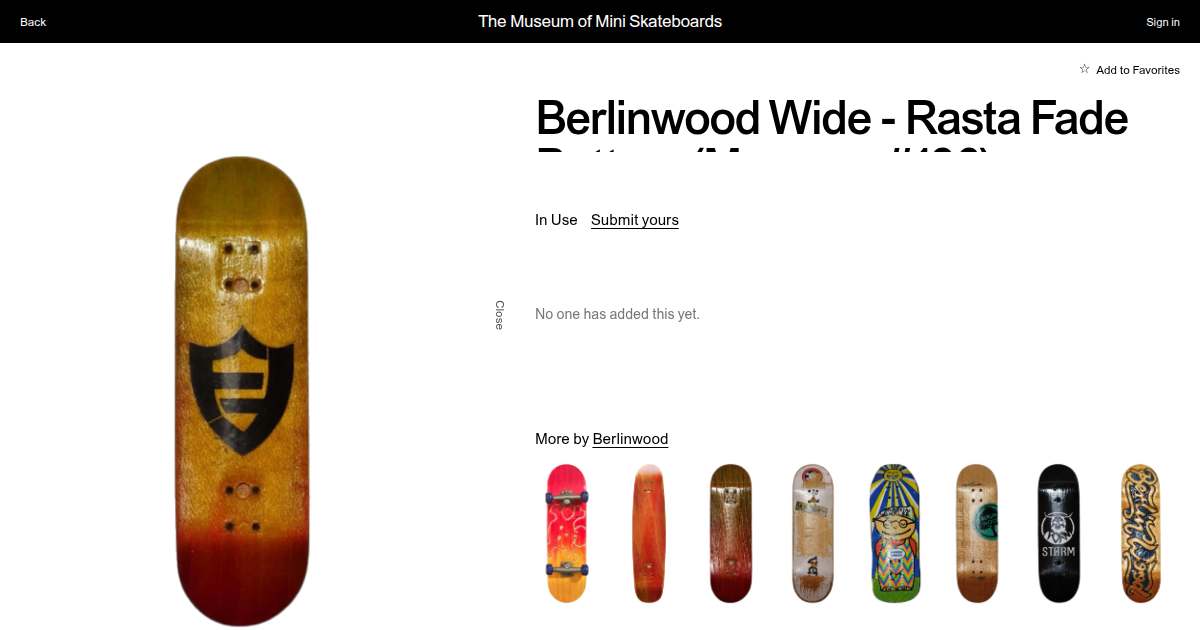 Back
The Museum of Mini Skateboards
Sign in
☆ Add to Favorites
Berlinwood Wide - Rasta Fade
In Use Submit yours
Close
No one has added this yet.
More by Berlinwood
STØRM